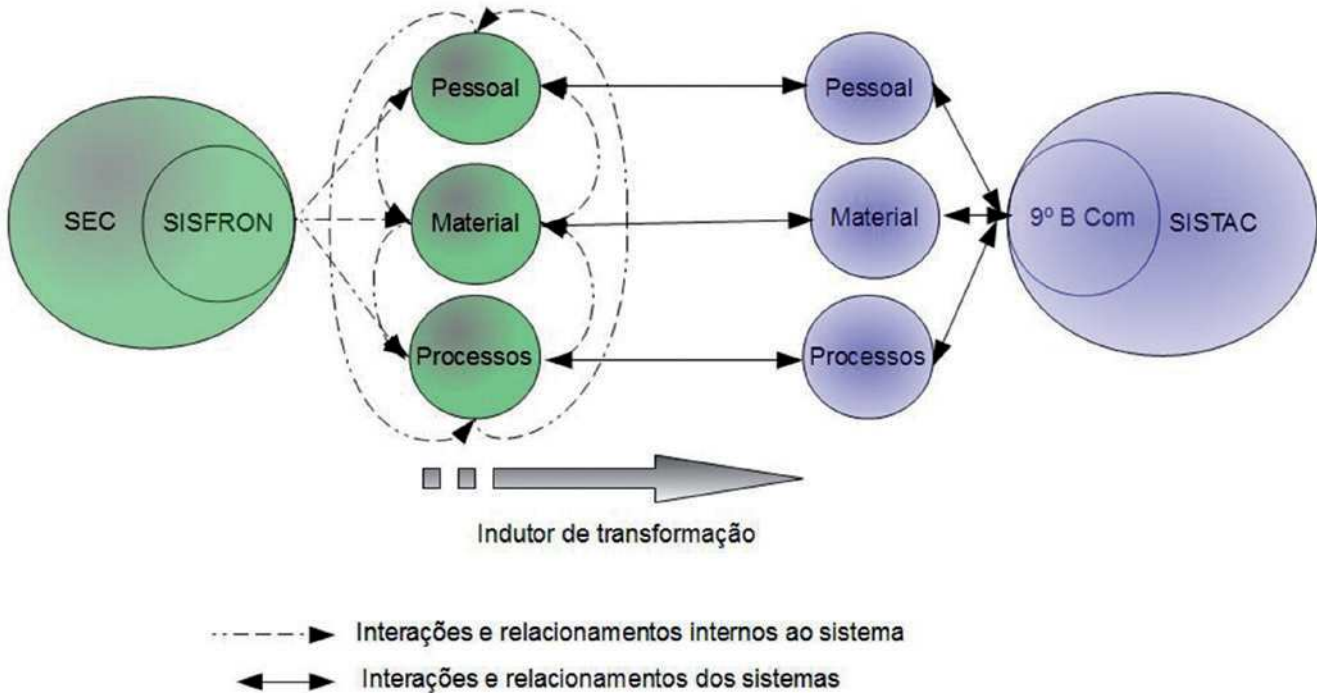 Pessoal
Pessoal
SEC
SISFRON
Material
Material
9º B Com
SISTAC
Processos
Processos
Indutor de transformação
Interações e relacionamentos internos ao sistema
Interações e relacionamentos dos sistemas